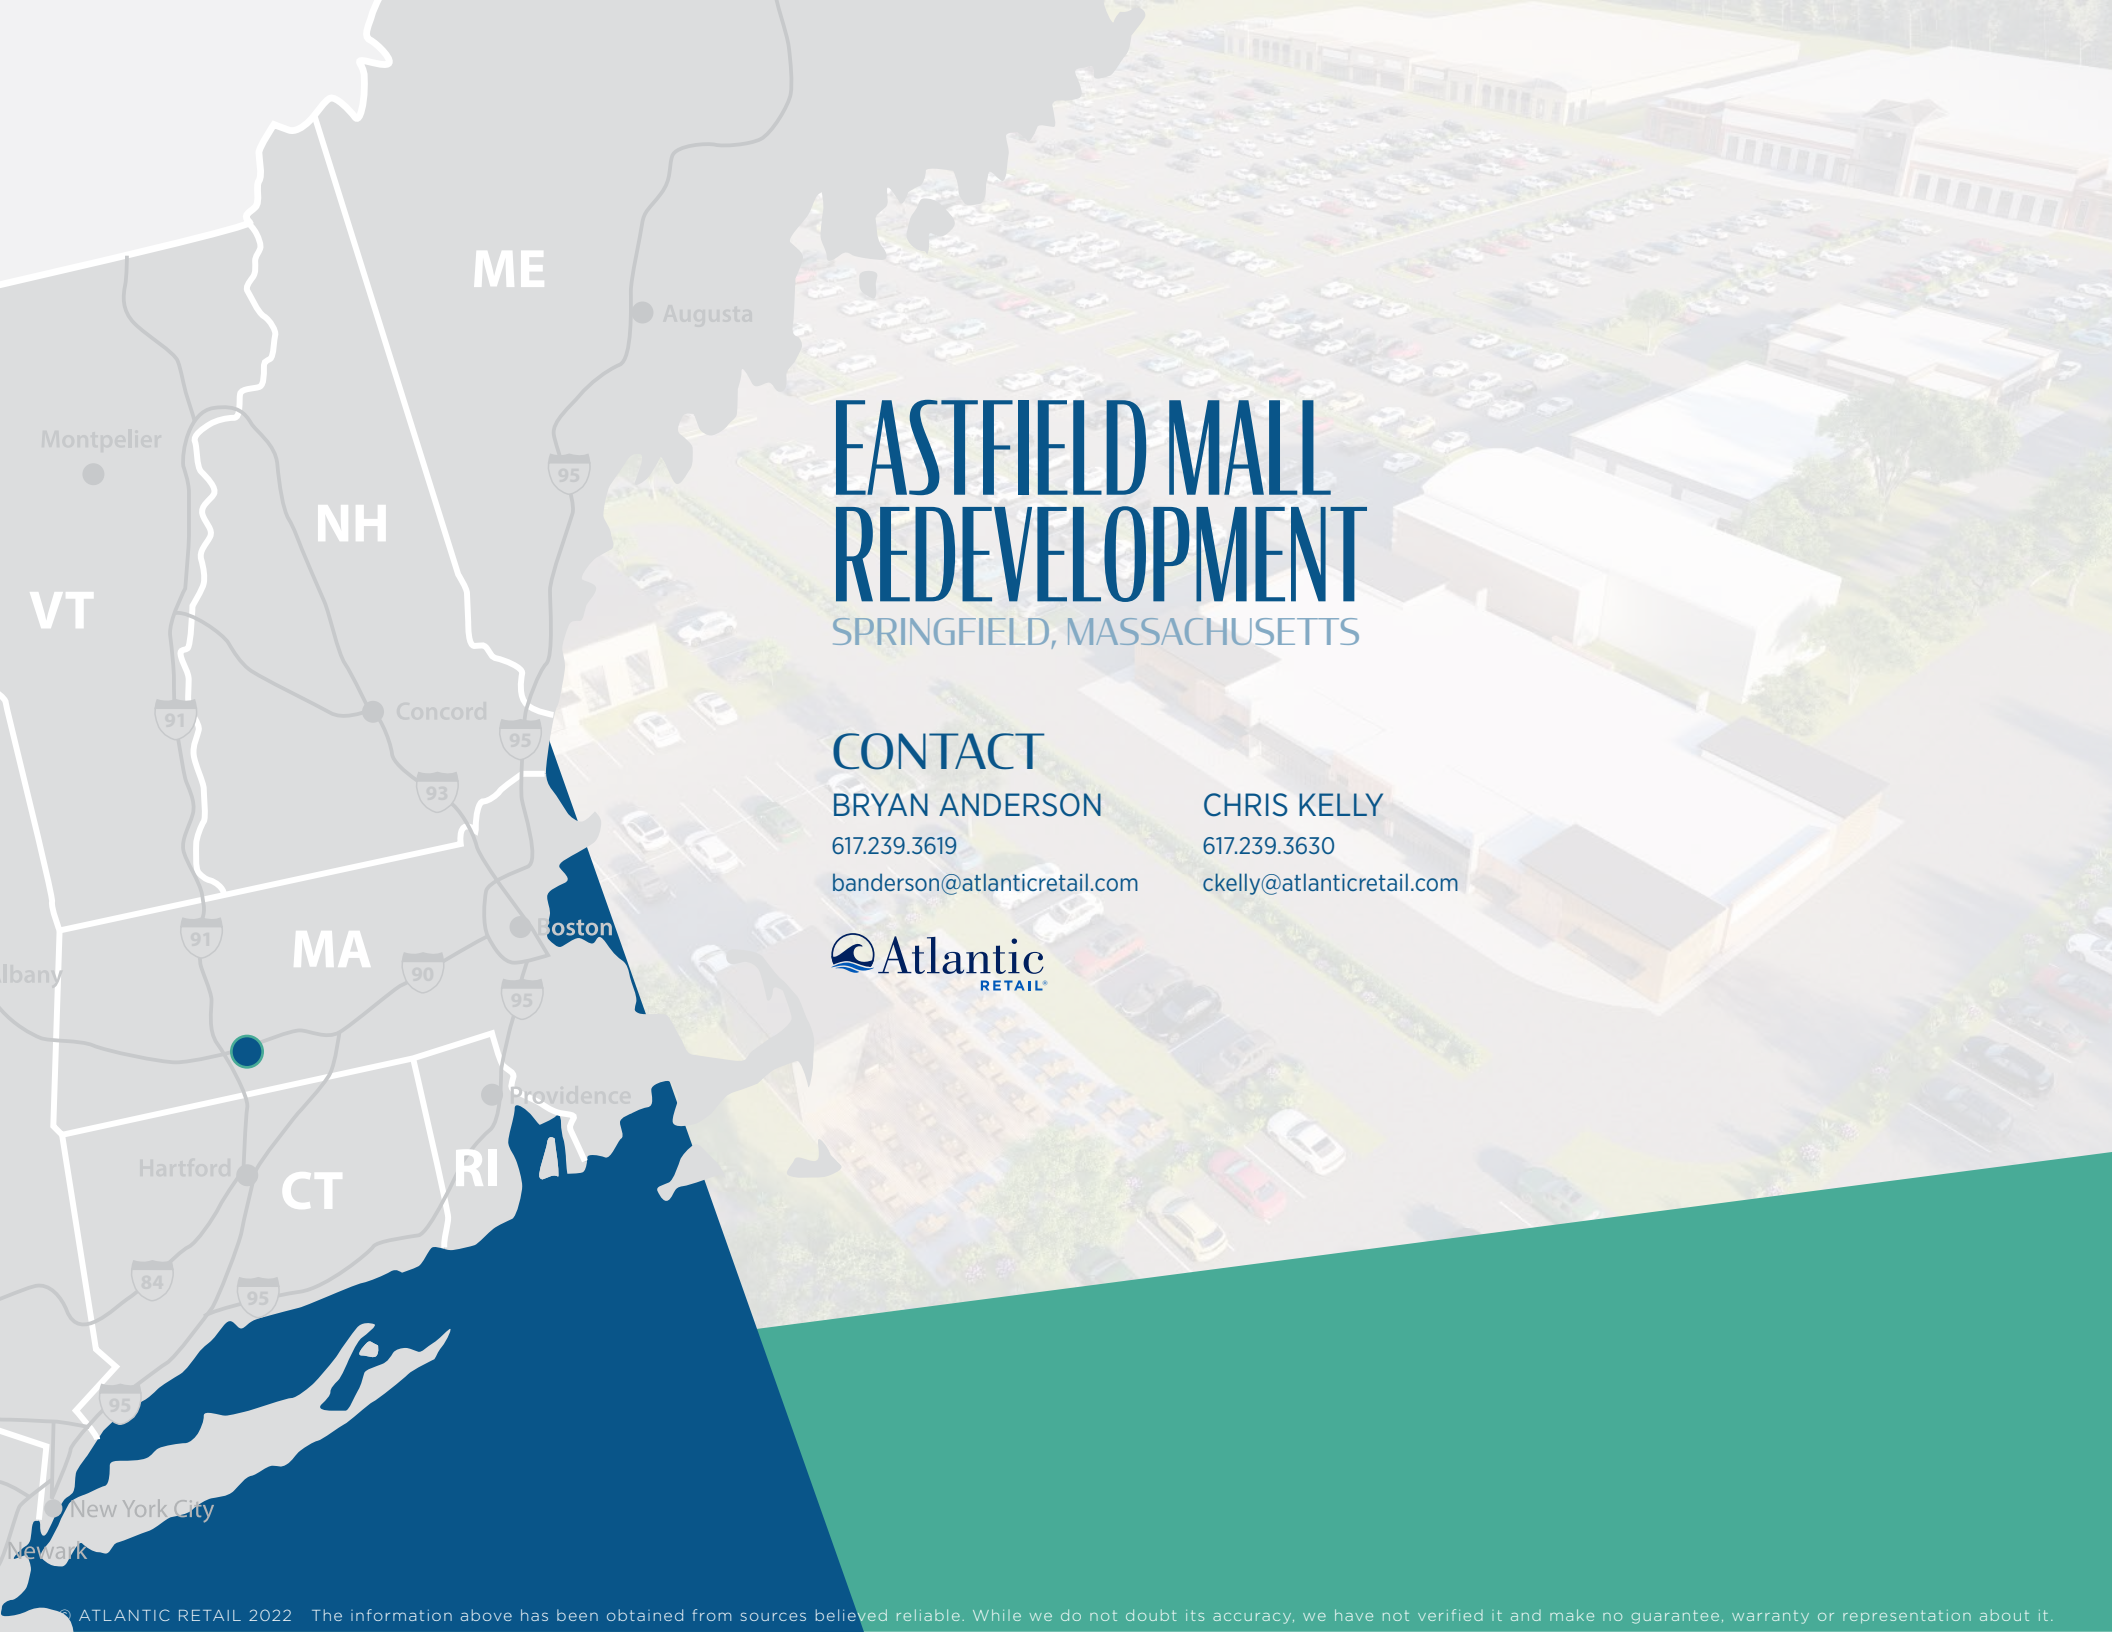 ME
Augusta
Montpelier
95
NH
VT
Concord
91
95
93
Boston
91
MA
90
lbany
95
Providence
Hartford
CT
RI
84
95
95
New York City
Newark
EASTFIELD MALL
REDEVELOPMENT
SPRINGFIELD, MASSACHUSETTS
CONTACT
BRYAN ANDERSON
617.239.3619
banderson@atlanticretail.com
CHRIS KELLY
617.239.3630
ckelly@atlanticretail.com
Atlantic
RETAIL®
© ATLANTIC RETAIL 2022 The information above has been obtained from sources believed reliable. While we do not doubt its accuracy, we have not verified it and make no guarantee, warranty or representation about it.